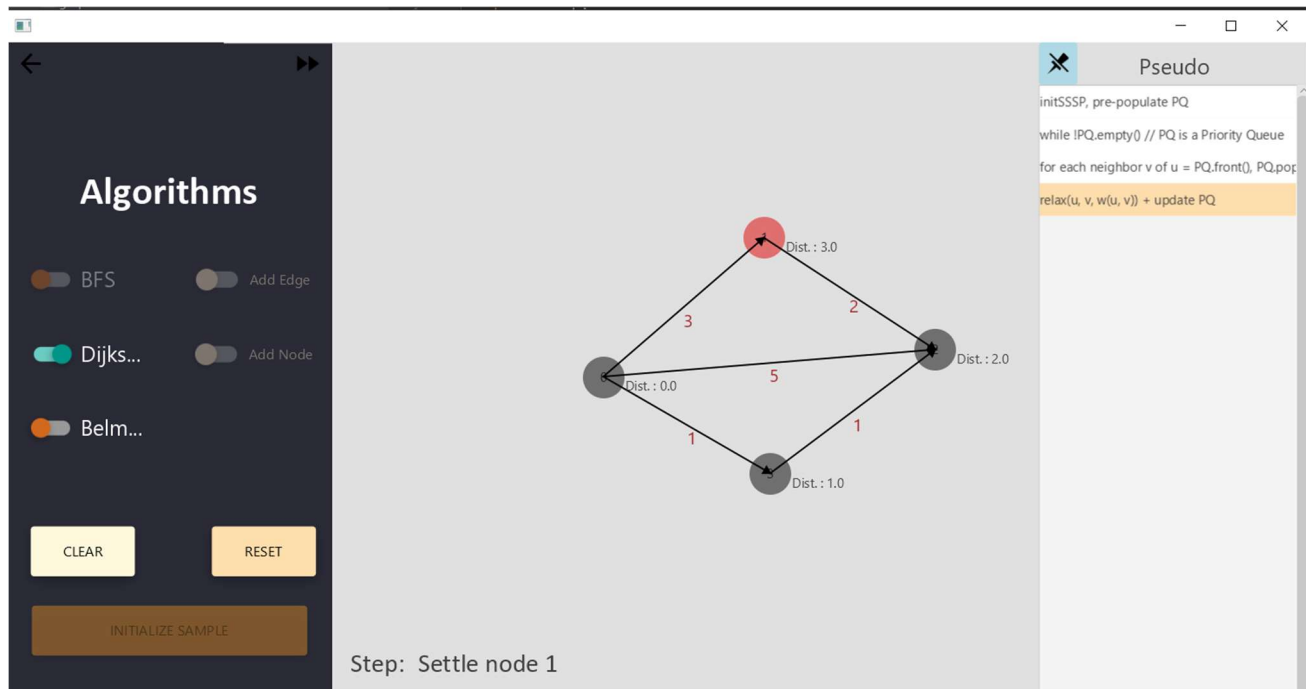 Algorithms
BFS
Add Edge
Dijks...
Add Node
Belm...
CLEAR
RESET
INITIALIZE SAMPLE
Dist. : 3.0
3
2
Dist. : 2.0
5
Dist. : 0.0
1
1
Dist. : 1.0
Step: Settle node 1
Pseudo
initSSSP, pre-populate PQ
while !PQ.empty() // PQ is a Priority Queue
for each neighbor v of u = PQ.front(), PQ.pop
relax(u, v, w(u, v)) + update PQ